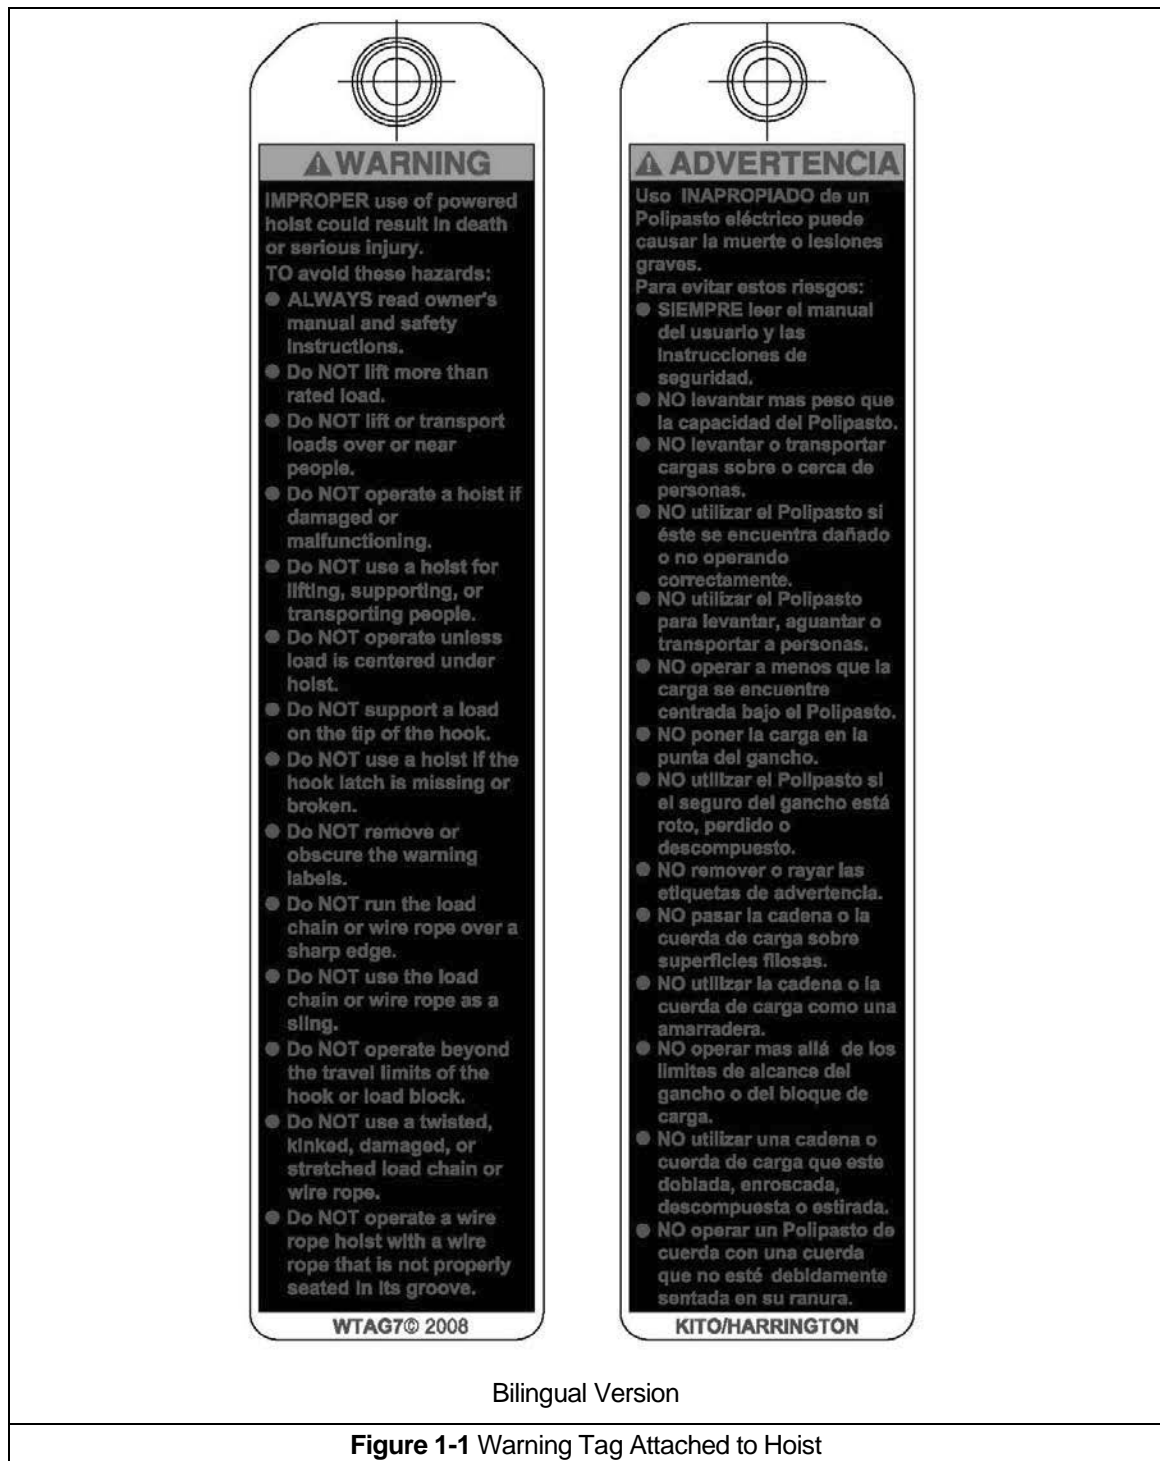 WARNING
IMPROPER use of powered
hoist could result in death
or serious injury.
TO avoid these hazards:
● ALWAYS read owner's
manual and safety
instructions.
● Do NOT lift more than
rated load.
● Do NOT lift or transport
loads over or near
people.
● Do NOT operate a hoist if
damaged or
malfunctioning.
● Do NOT use a hoist for
lifting, supporting, or
transporting people.
● Do NOT operate unless
load is centered under
hoist.
● Do NOT support a load
on the tip of the hook.
● Do NOT use a hoist if the
hook latch is missing or
broken.
● Do NOT remove or
obscure the warning
labels.
● Do NOT run the load
chain or wire rope over a
sharp edge.
● Do NOT use the load
chain or wire rope as a
sling.
● Do NOT operate beyond
the travel limits of the
hook or load block.
● Do NOT use a twisted,
kinked, damaged, or
stretched load chain or
wire rope.
● Do NOT operate a wire
rope hoist with a wire
rope that is not properly
seated in its groove.
WTAG7© 2008
ADVERTENCIA
Uso INAPROPIADO de un
Polipasto eléctrico puede
causar la muerte o lesiones
graves.
Para evitar estos riesgos:
● SIEMPRE leer el manual
del usuario y las
instrucciones de
seguridad.
● NO levantar mas peso que
la capacidad del Polipasto.
● NO levantar o transportar
cargas sobre o cerca de
personas.
● NO utilizar el Polipasto si
éste se encuentra dañado
o no operando
correctamente.
● NO utilizar el Polipasto
para levantar, aguantar o
transportar a personas.
● NO operar a menos que la
carga se encuentre
centrada bajo el Polipasto.
● NO poner la carga en la
punta del gancho.
● NO utilizar el Polipasto si
el seguro del gancho está
roto, perdido o
descompuesto.
● NO remover o rayar las
etiquetas de advertencia.
● NO pasar la cadena o la
cuerda de carga sobre
superficies filosas.
● NO utilizar la cadena o la
cuerda de carga como una
amarradera.
● NO operar mas allá de los
limites de alcance del
gancho o del bloque de
carga.
● NO utilizar una cadena o
cuerda de carga que este
doblada, enroscada,
descompuesta o estirada.
● NO operar un Polipasto de
cuerda con una cuerda
que no esté debidamente
sentada en su ranura.
KITO/HARRINGTON
Bilingual Version
Figure 1-1 Warning Tag Attached to Hoist